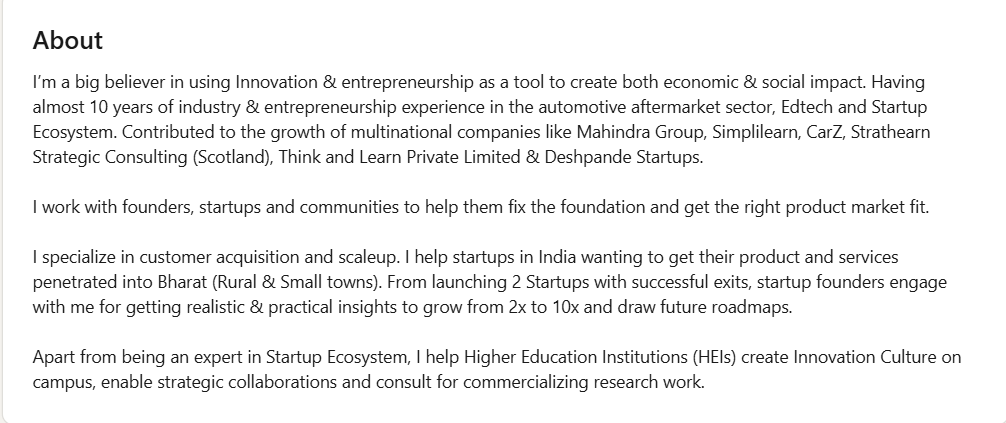 About
I'm a big believer in using Innovation & entrepreneurship as a tool to create both economic & social impact. Having
almost 10 years of industry & entrepreneurship experience in the automotive aftermarket sector, Edtech and Startup
Ecosystem. Contributed to the growth of multinational companies like Mahindra Group, Simplilearn, CarZ, Strathearn
Strategic Consulting (Scotland), Think and Learn Private Limited & Deshpande Startups.
I work with founders, startups and communities to help them fix the foundation and get the right product market fit.
I specialize in customer acquisition and scaleup. I help startups in India wanting to get their product and services
penetrated into Bharat (Rural & Small towns). From launching 2 Startups with successful exits, startup founders engage
with me for getting realistic & practical insights to grow from 2x to 10x and draw future roadmaps.
Apart from being an expert in Startup Ecosystem, I help Higher Education Institutions (HEIs) create Innovation Culture on
campus, enable strategic collaborations and consult for commercializing research work.